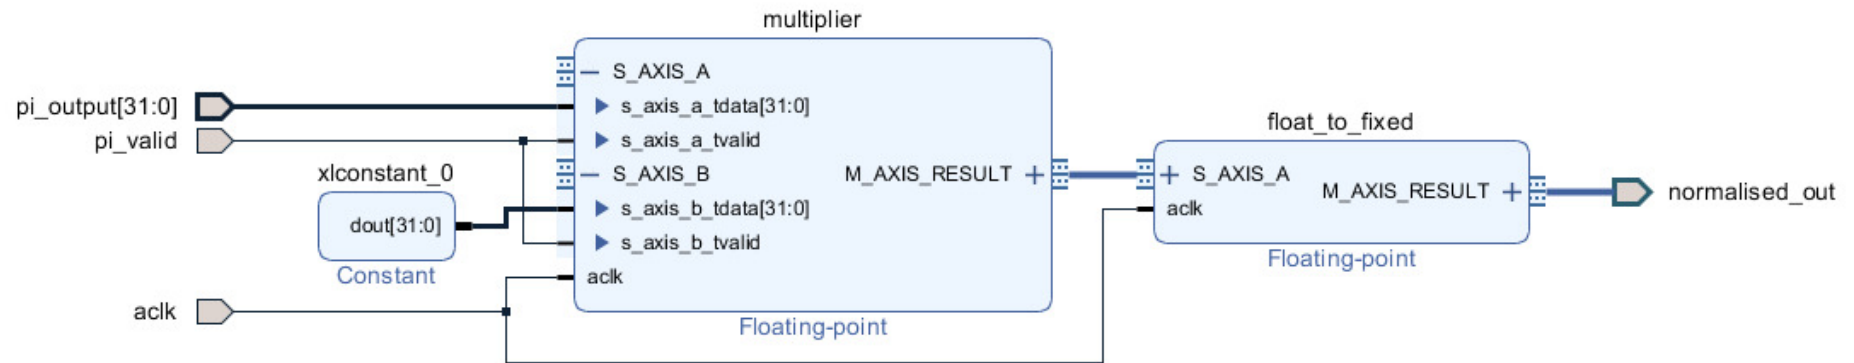 multiplier
S_AXIS_A
pi_output[31:0]
s_axis_a_tdata[31:0]
float_to_fixed
pi_valid
s_axis_a_tvalid
xlconstant_0
S_AXIS_B
M_AXIS_RESULT
S_AXIS_A
M_AXIS_RESULT
normalised_out
dout[31:0]
s_axis_b_tdata[31:0]
aclk
s_axis_b_tvalid
Constant
aclk
Floating-point
aclk
Floating-point